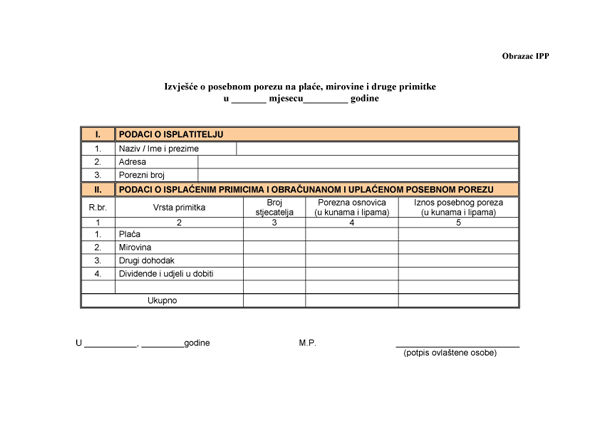 Obrazac IPP
Izvješće o posebnom porezu na plaće, mirovine i druge primitke
u _______ mjesecu_________ godine
I. PODACI O ISPLATITELJU
1. Naziv / Ime i prezime
2. Adresa
3. Porezni broj
II. PODACI O ISPLAĆENIM PRIMICIMA I OBRAČUNANOM I UPLAĆENOM POSEBNOM POREZU
R.br. Vrsta primitka Broj stjecatelja Porezna osnovica (u kunama i lipama) Iznos posebnog poreza (u kunama i lipama)
1 2 3 4 5
1. Plaća
2. Mirovina
3. Drugi dohodak
4. Dividende i udjeli u dobiti
Ukupno
U ___________, _________godine M.P. __________________________
(potpis ovlaštene osobe)